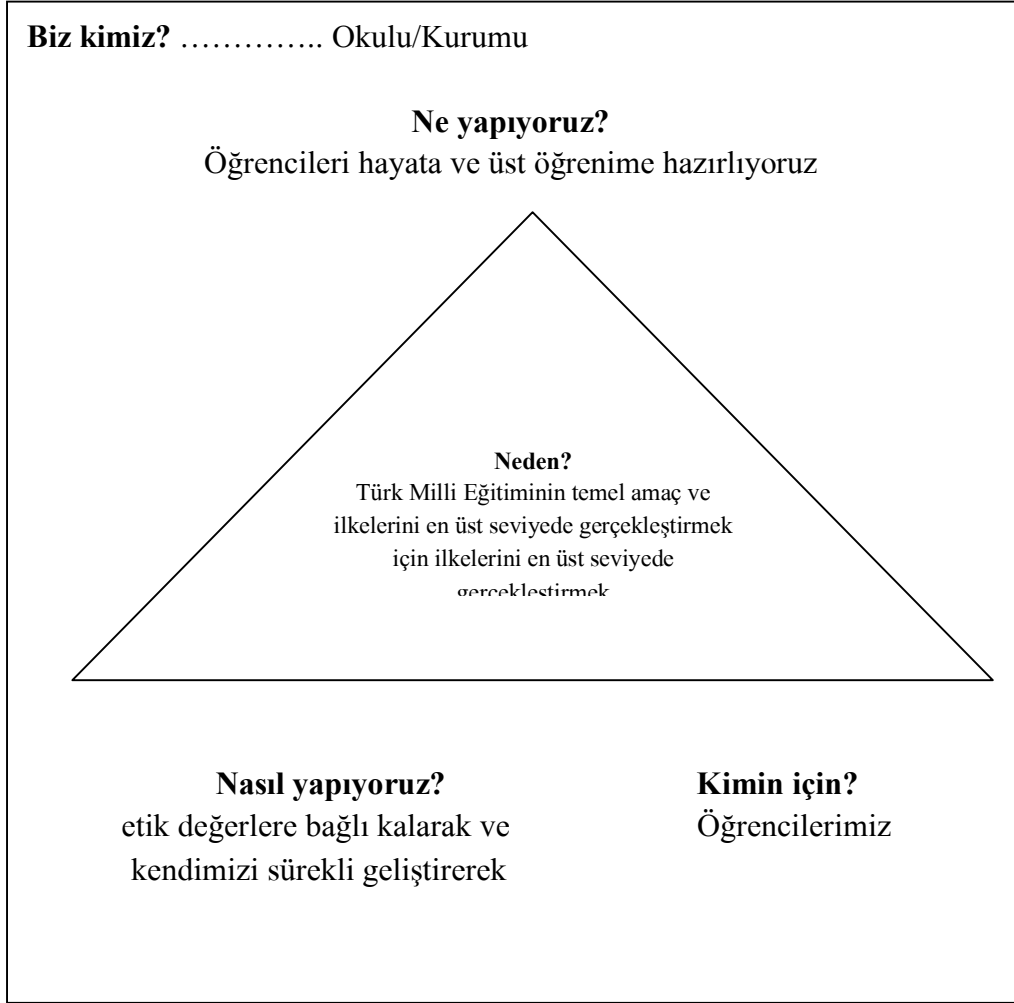 Biz kimiz? ………….. Okulu/Kurumu
Ne yapıyoruz?
Öğrencileri hayata ve üst öğrenime hazırlıyoruz
Neden?
Türk Milli Eğitiminin temel amaç ve
ilkelerini en üst seviyede gerçekleştirmek
için ilkelerini en üst seviyede
gerçekleştirmek
Nasıl yapıyoruz?
etik değerlere bağlı kalarak ve
kendimizi sürekli geliştirerek
Kimin için?
Öğrencilerimiz